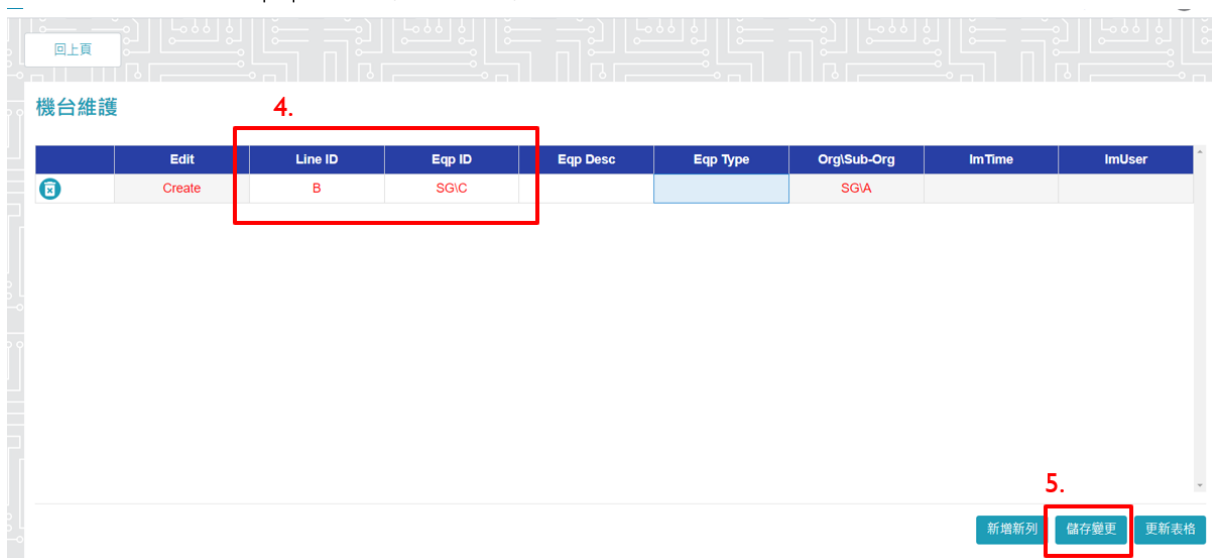 回上頁
機台維護
4.
Edit Line ID Eqp ID Eqp Desc Eqp Type Org\Sub-Org ImTime ImUser
Create B SG\C SG\A
5.
新增新列 儲存變更 更新表格